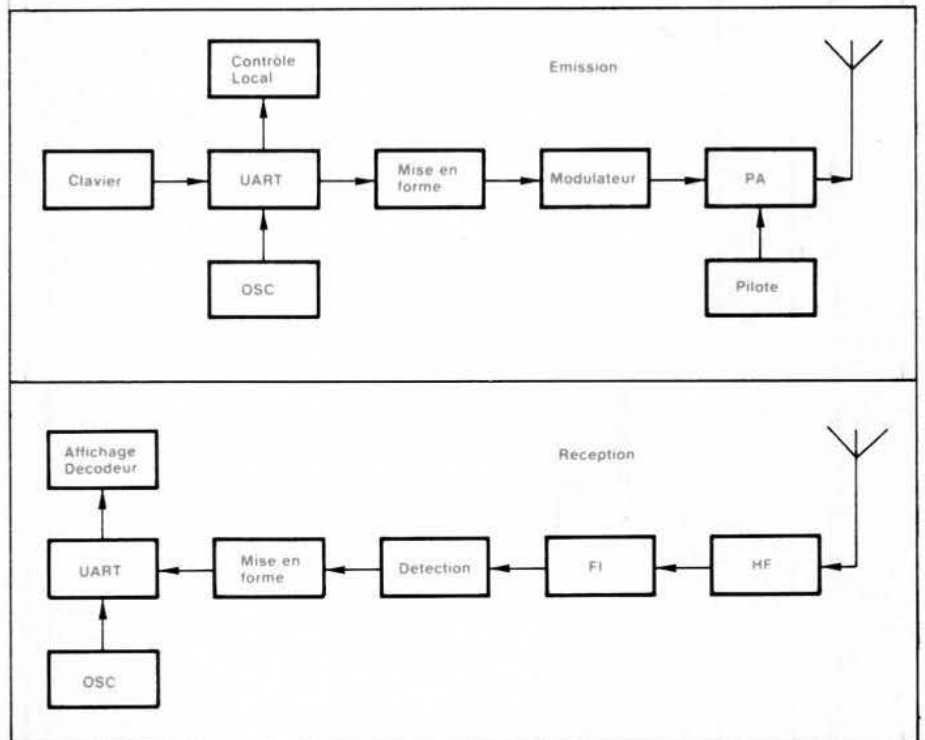 Contrôle
Local
Emission
Clavier
UART
Mise en
forme
Modulateur
PA
OSC
Pilote
Affichage
Decodeur
Reception
UART
Mise en
forme
Detection
FI
HF
OSC